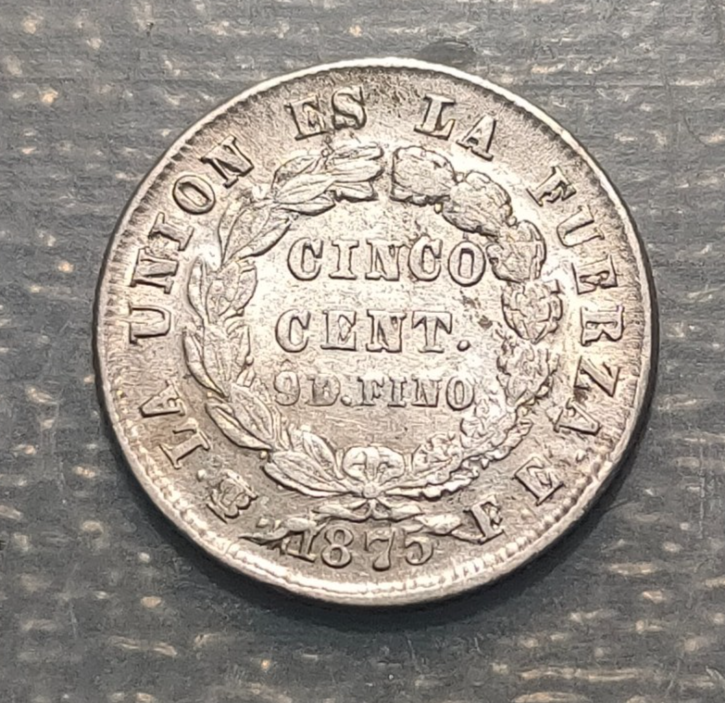 LA UNION ES LA FUERZA. F E
CINCO
CENT.
9D.FINO
1875